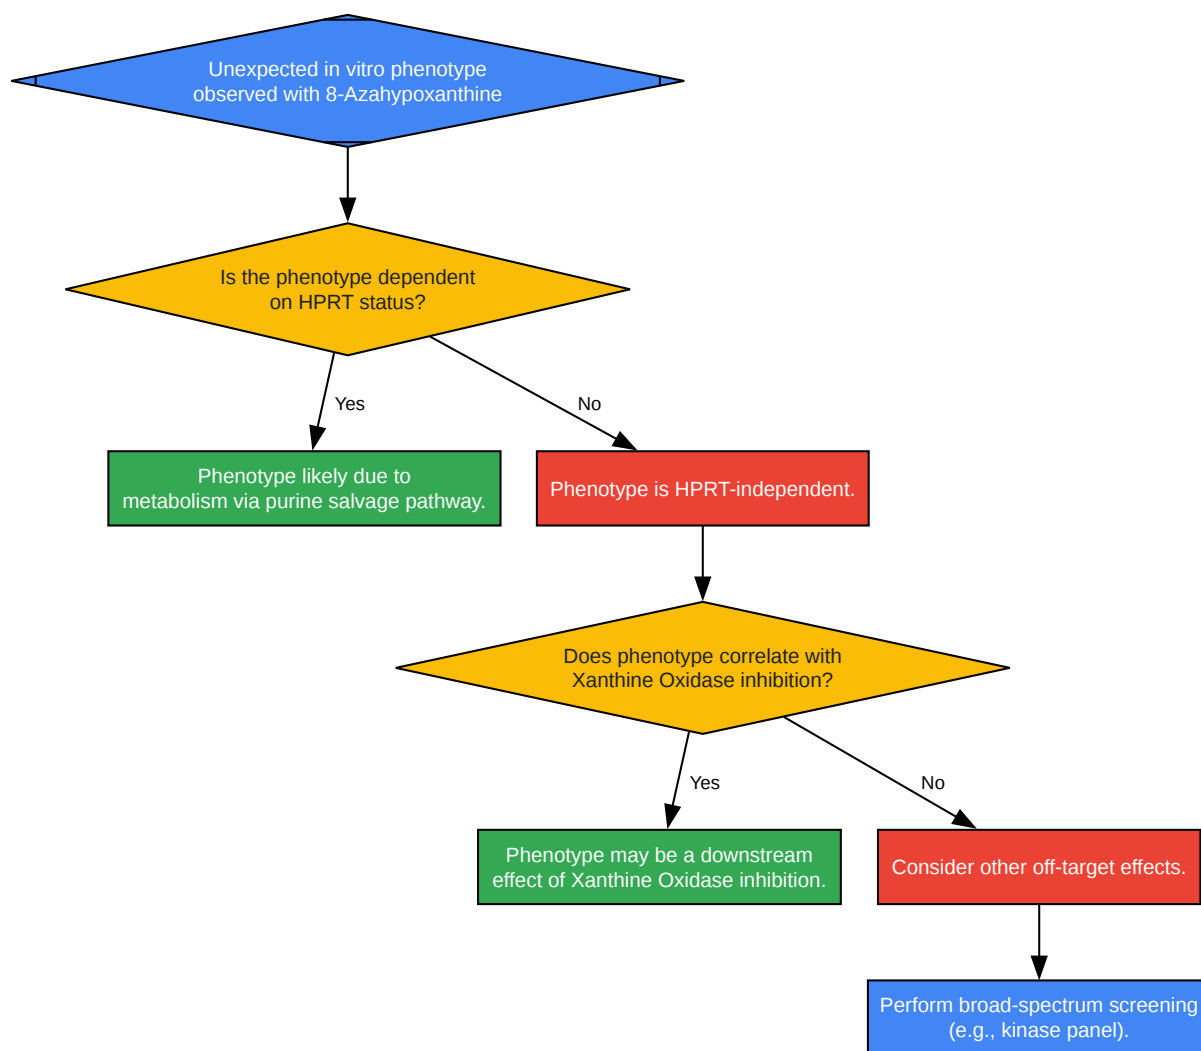 Unexpected in vitro phenotype
observed with 8-Azahypoxanthine
Is the phenotype dependent
on HPRT status?
Yes
No
Phenotype likely due to
metabolism via purine salvage pathway.
Phenotype is HPRT-independent.
Does phenotype correlate with
Xanthine Oxidase inhibition?
Yes
No
Phenotype may be a downstream
effect of Xanthine Oxidase inhibition.
Consider other off-target effects.
Perform broad-spectrum screening
(e.g., kinase panel).